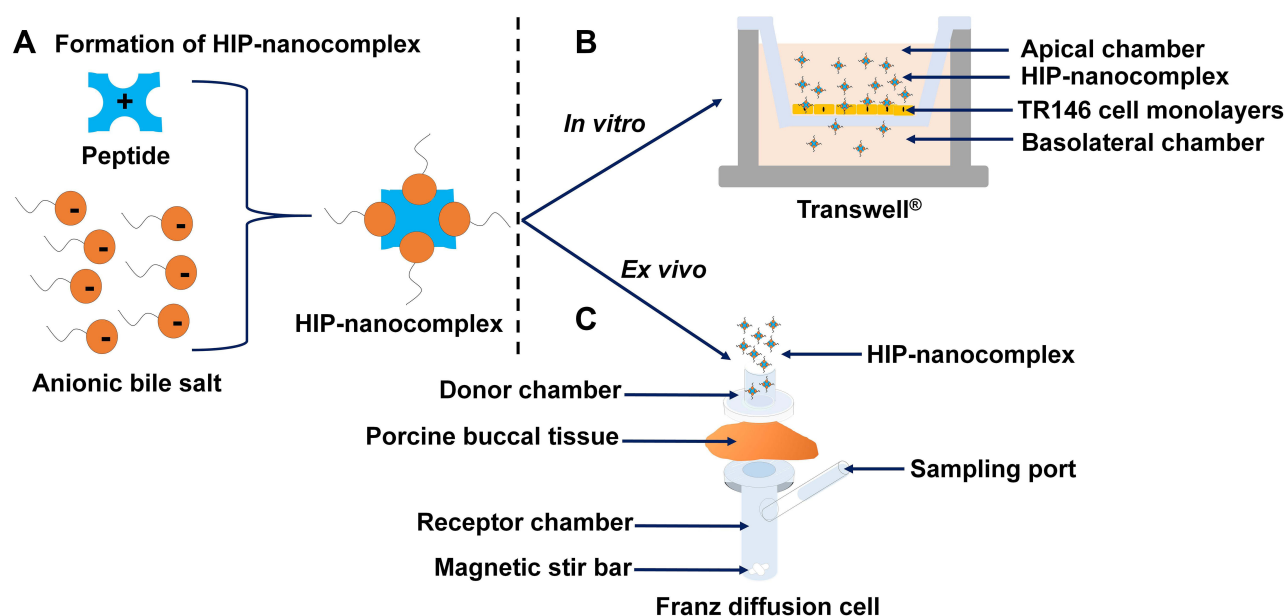 A Formation of HIP-nanocomplex
+
Peptide
-
-
-
-
-
-
-
Anionic bile salt
HIP-nanocomplex
In vitro
Ex vivo
B
Apical chamber
HIP-nanocomplex
TR146 cell monolayers
Basolateral chamber
Transwell®
C
HIP-nanocomplex
Donor chamber
Porcine buccal tissue
Sampling port
Receptor chamber
Magnetic stir bar
Franz diffusion cell